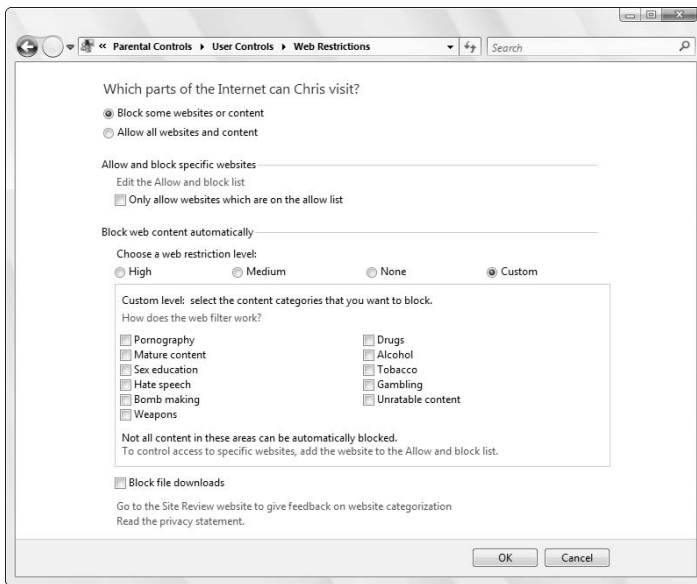 « Parental Controls ▸ User Controls ▸ Web Restrictions
Search
Which parts of the Internet can Chris visit?
Block some websites or content
Allow all websites and content
Allow and block specific websites
Edit the Allow and block list
Only allow websites which are on the allow list
Block web content automatically
Choose a web restriction level:
High Medium None Custom
Custom level: select the content categories that you want to block.
How does the web filter work?
Pornography Drugs
Mature content Alcohol
Sex education Tobacco
Hate speech Gambling
Bomb making Unratable content
Weapons
Not all content in these areas can be automatically blocked.
To control access to specific websites, add the website to the Allow and block list.
Block file downloads
Go to the Site Review website to give feedback on website categorization
Read the privacy statement.
OK Cancel